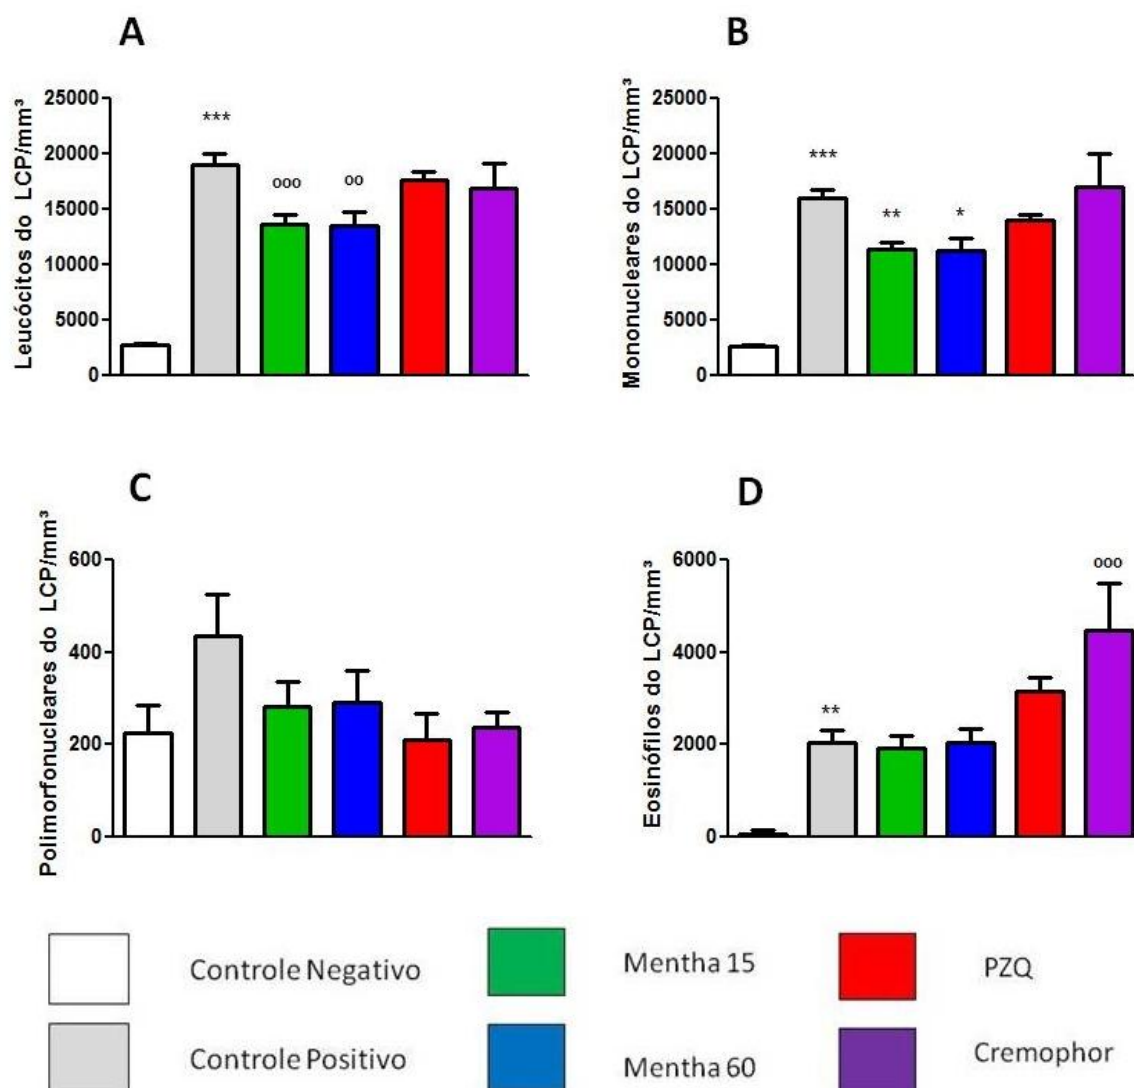 A
Leucócitos do LCP/mm³
25000
20000
15000
10000
5000
0
***
ooo
oo
B
Mononucleares do LCP/mm³
25000
20000
15000
10000
5000
0
***
**
*
C
Polimorfonucleares do LCP/mm³
600
400
200
0
D
Eosinófilos do LCP/mm³
6000
4000
2000
0
**
ooo
Controle Negativo
Mentha 15
PZQ
Controle Positivo
Mentha 60
Cremophor